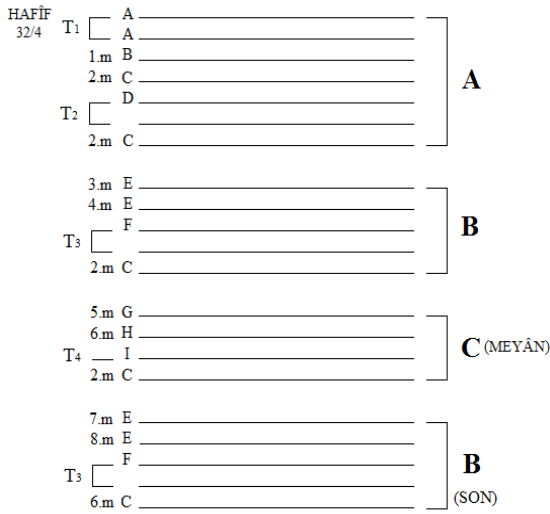 HAFÎF
32/4
T1 A
A
1.m B
2.m C
T2 D
2.m C
A
3.m E
4.m E
T3 F
2.m C
B
5.m G
6.m H
T4 I
2.m C
C (MEYÂN)
7.m E
8.m E
T3 F
6.m C
B
(SON)